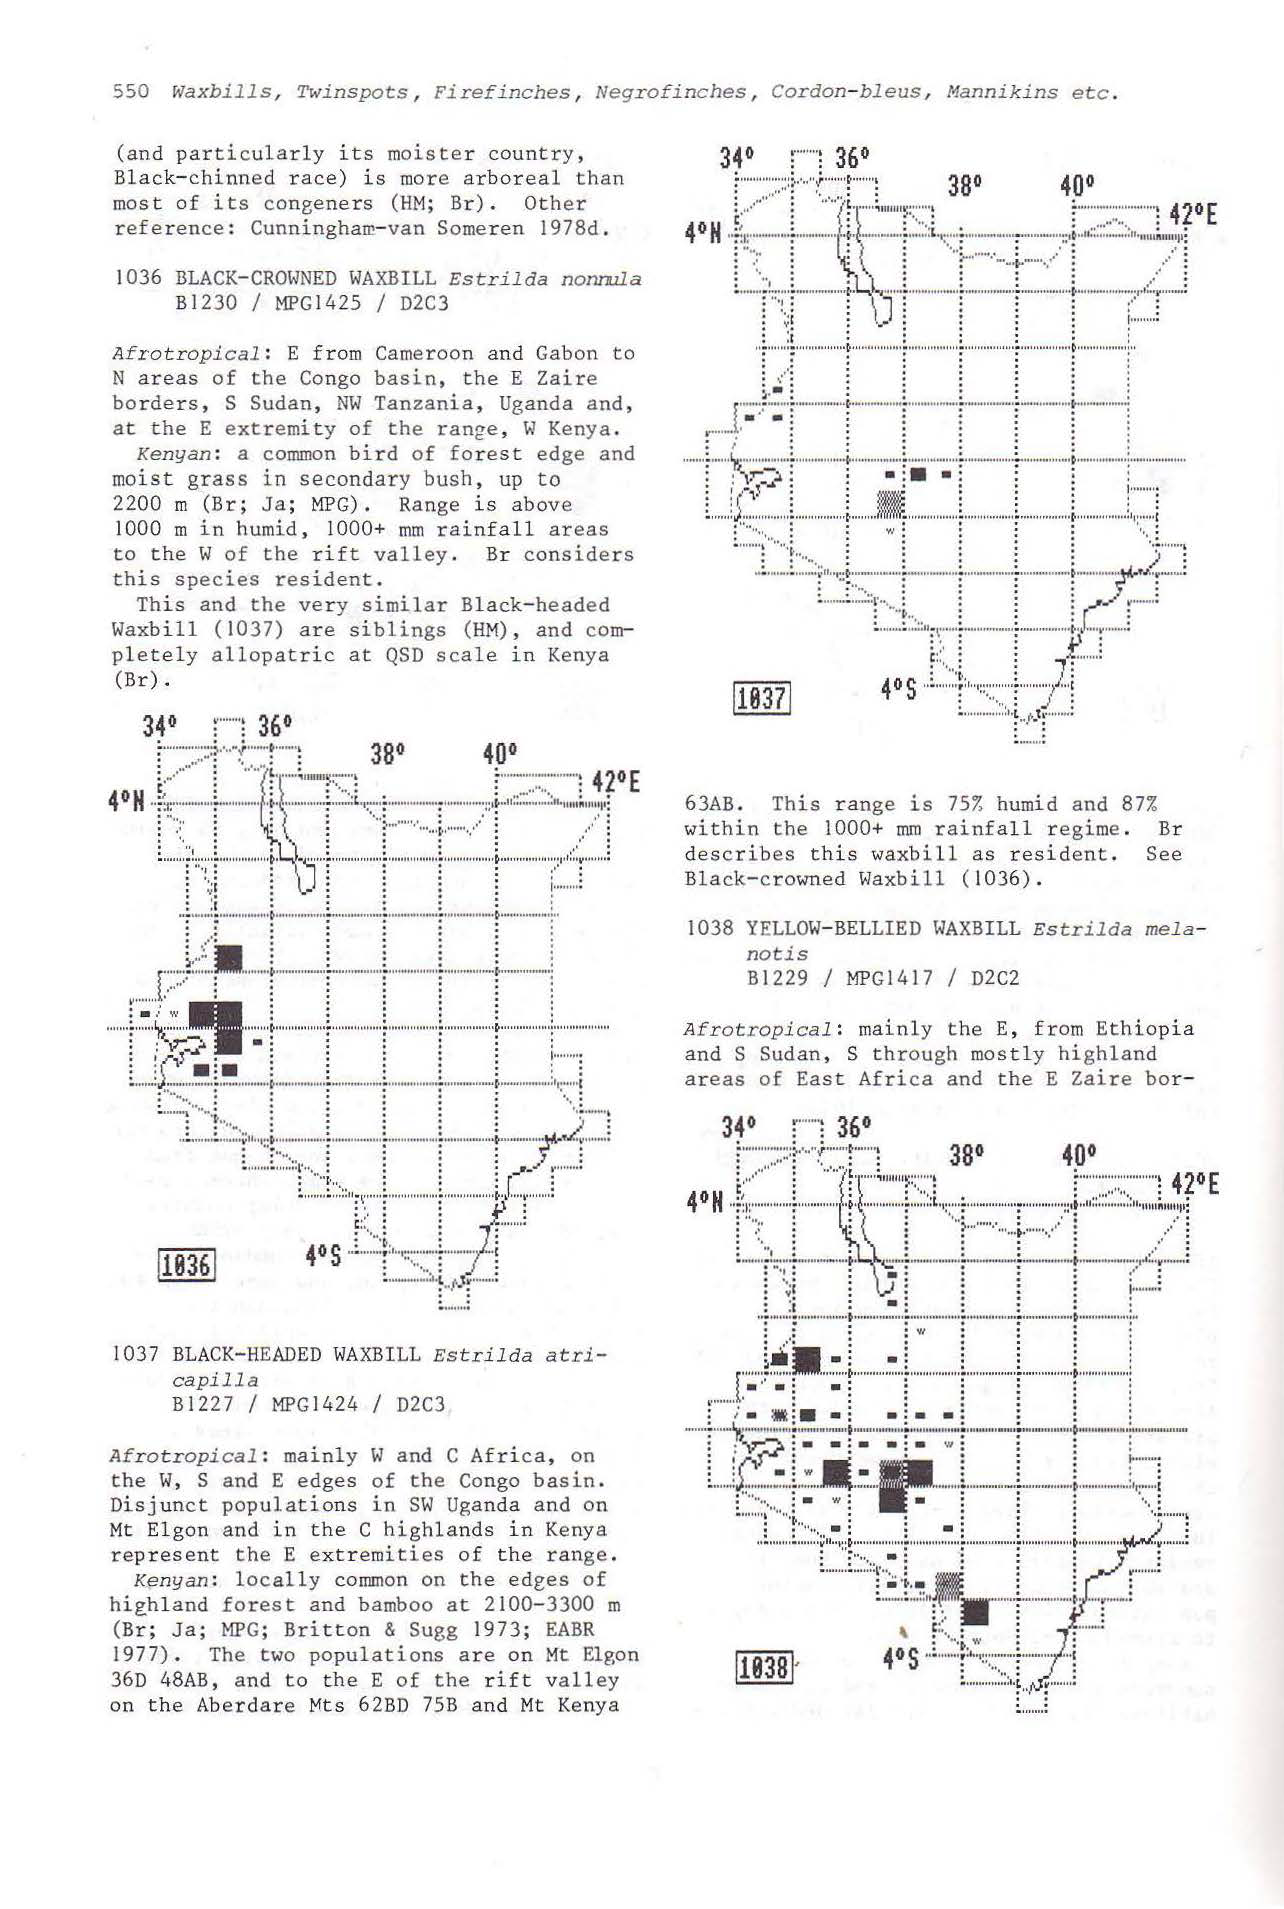 550 Waxbills, Twinspots, Firefinches, Negrofinches, Cordon-bleus, Mannikins etc.
(and particularly its moister country,
Black-chinned race) is more arboreal than
most of its congeners (HM; Br). Other
reference: Cunningham-van Someren 1978d.
1036 BLACK-CROWNED WAXBILL Estrilda nonnula
B1230 / MPG1425 / D2C3
Afrotropical: E from Cameroon and Gabon to
N areas of the Congo basin, the E Zaire
borders, S Sudan, NW Tanzania, Uganda and,
at the E extremity of the range, W Kenya.
Kenyan: a common bird of forest edge and
moist grass in secondary bush, up to
2200 m (Br; Ja; MPG). Range is above
1000 m in humid, 1000+ mm rainfall areas
to the W of the rift valley. Br considers
this species resident.
This and the very similar Black-headed
Waxbill (1037) are siblings (HM), and com-
pletely allopatric at QSD scale in Kenya
(Br).
34° 36°
38° 40°
42°E
4°N
w
4°S
1036
1037 BLACK-HEADED WAXBILL Estrilda atri-
capilla
B1227 / MPG1424 / D2C3
Afrotropical: mainly W and C Africa, on
the W, S and E edges of the Congo basin.
Disjunct populations in SW Uganda and on
Mt Elgon and in the C highlands in Kenya
represent the E extremities of the range.
Kenyan: locally common on the edges of
highland forest and bamboo at 2100-3300 m
(Br; Ja; MPG; Britton & Sugg 1973; EABR
1977). The two populations are on Mt Elgon
36D 48AB, and to the E of the rift valley
on the Aberdare Mts 62BD 75B and Mt Kenya
34° 36°
38° 40°
42°E
4°N
w
4°S
1037
63AB. This range is 75% humid and 87%
within the 1000+ mm rainfall regime. Br
describes this waxbill as resident. See
Black-crowned Waxbill (1036).
1038 YELLOW-BELLIED WAXBILL Estrilda mela-
notis
B1229 / MPG1417 / D2C2
Afrotropical: mainly the E, from Ethiopia
and S Sudan, S through mostly highland
areas of East Africa and the E Zaire bor-
34° 36°
38° 40°
42°E
4°N
w
w
w
w
w
4°S
1038